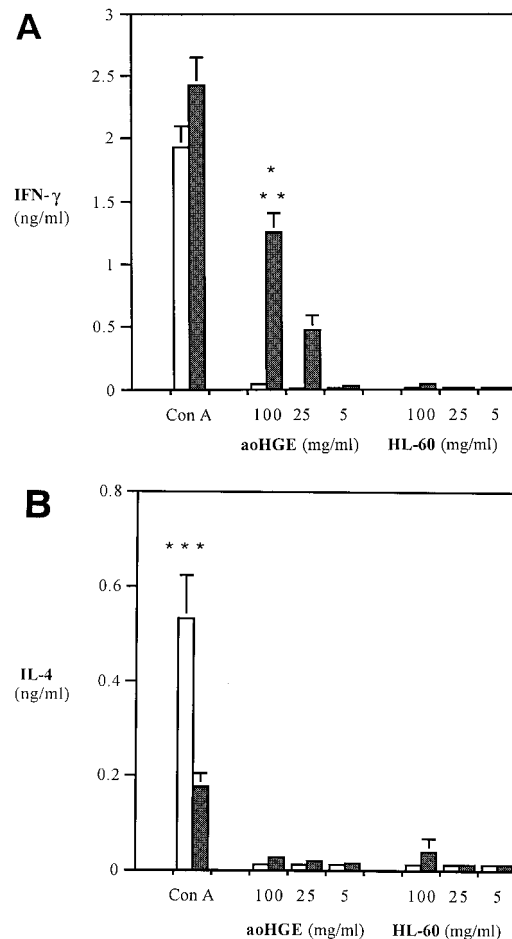 A
3
2.5
2
1.5
1
0.5
0
IFN-γ
(ng/ml)
*
* *
Con A 100 25 5 100 25 5
aoHGE (mg/ml) HL-60 (mg/ml)
B
0.8
0.6
0.4
0.2
0
IL-4
(ng/ml)
* * *
Con A 100 25 5 100 25 5
aoHGE (mg/ml) HL-60 (mg/ml)